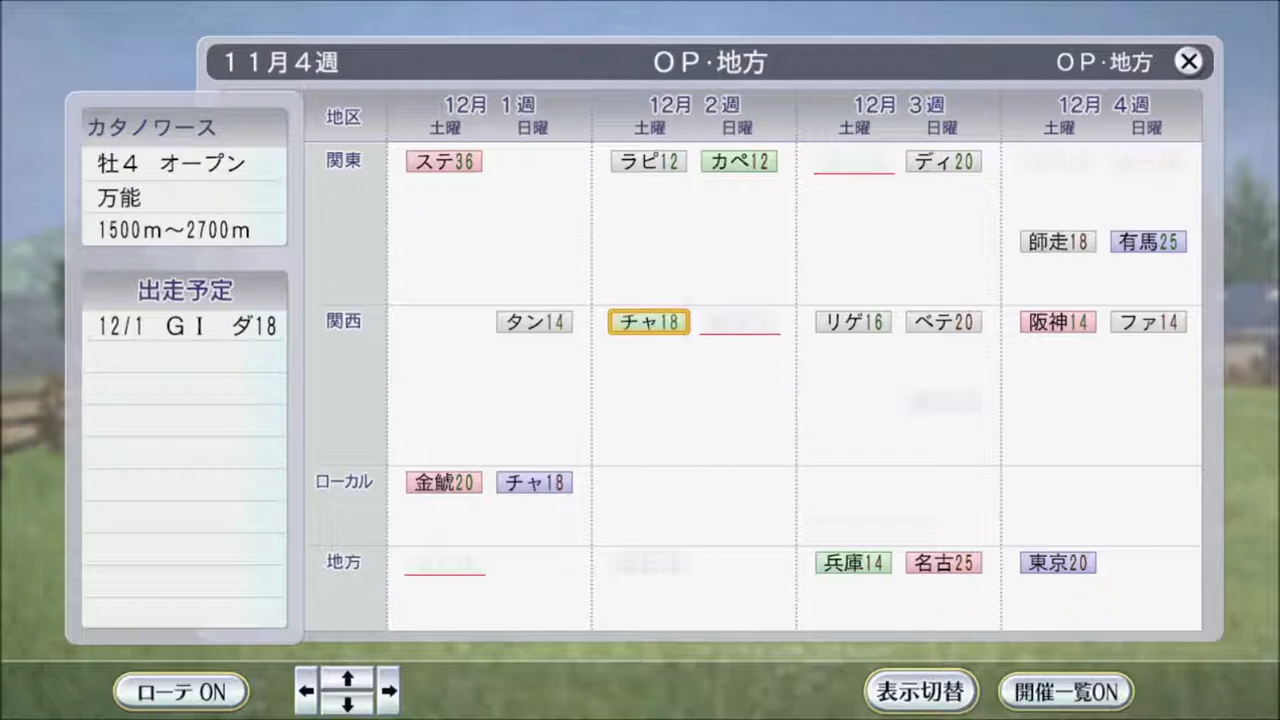 11月4週
OP・地方
OP・地方
カタノワース
牡4 オープン
万能
1500m～2700m
出走予定
12/1 GI ダ18
地区
12月 1週
12月 2週
12月 3週
12月 4週
土曜 日曜
土曜 日曜
土曜 日曜
土曜 日曜
関東
ステ36
ラピ12
カペ12
ディ20
師走18
有馬25
関西
タン14
チャ18
リゲ16
ベテ20
阪神14
ファ14
ローカル
金鯱20
チャ18
地方
兵庫14
名古25
東京20
ローテ ON
表示切替
開催一覧ON